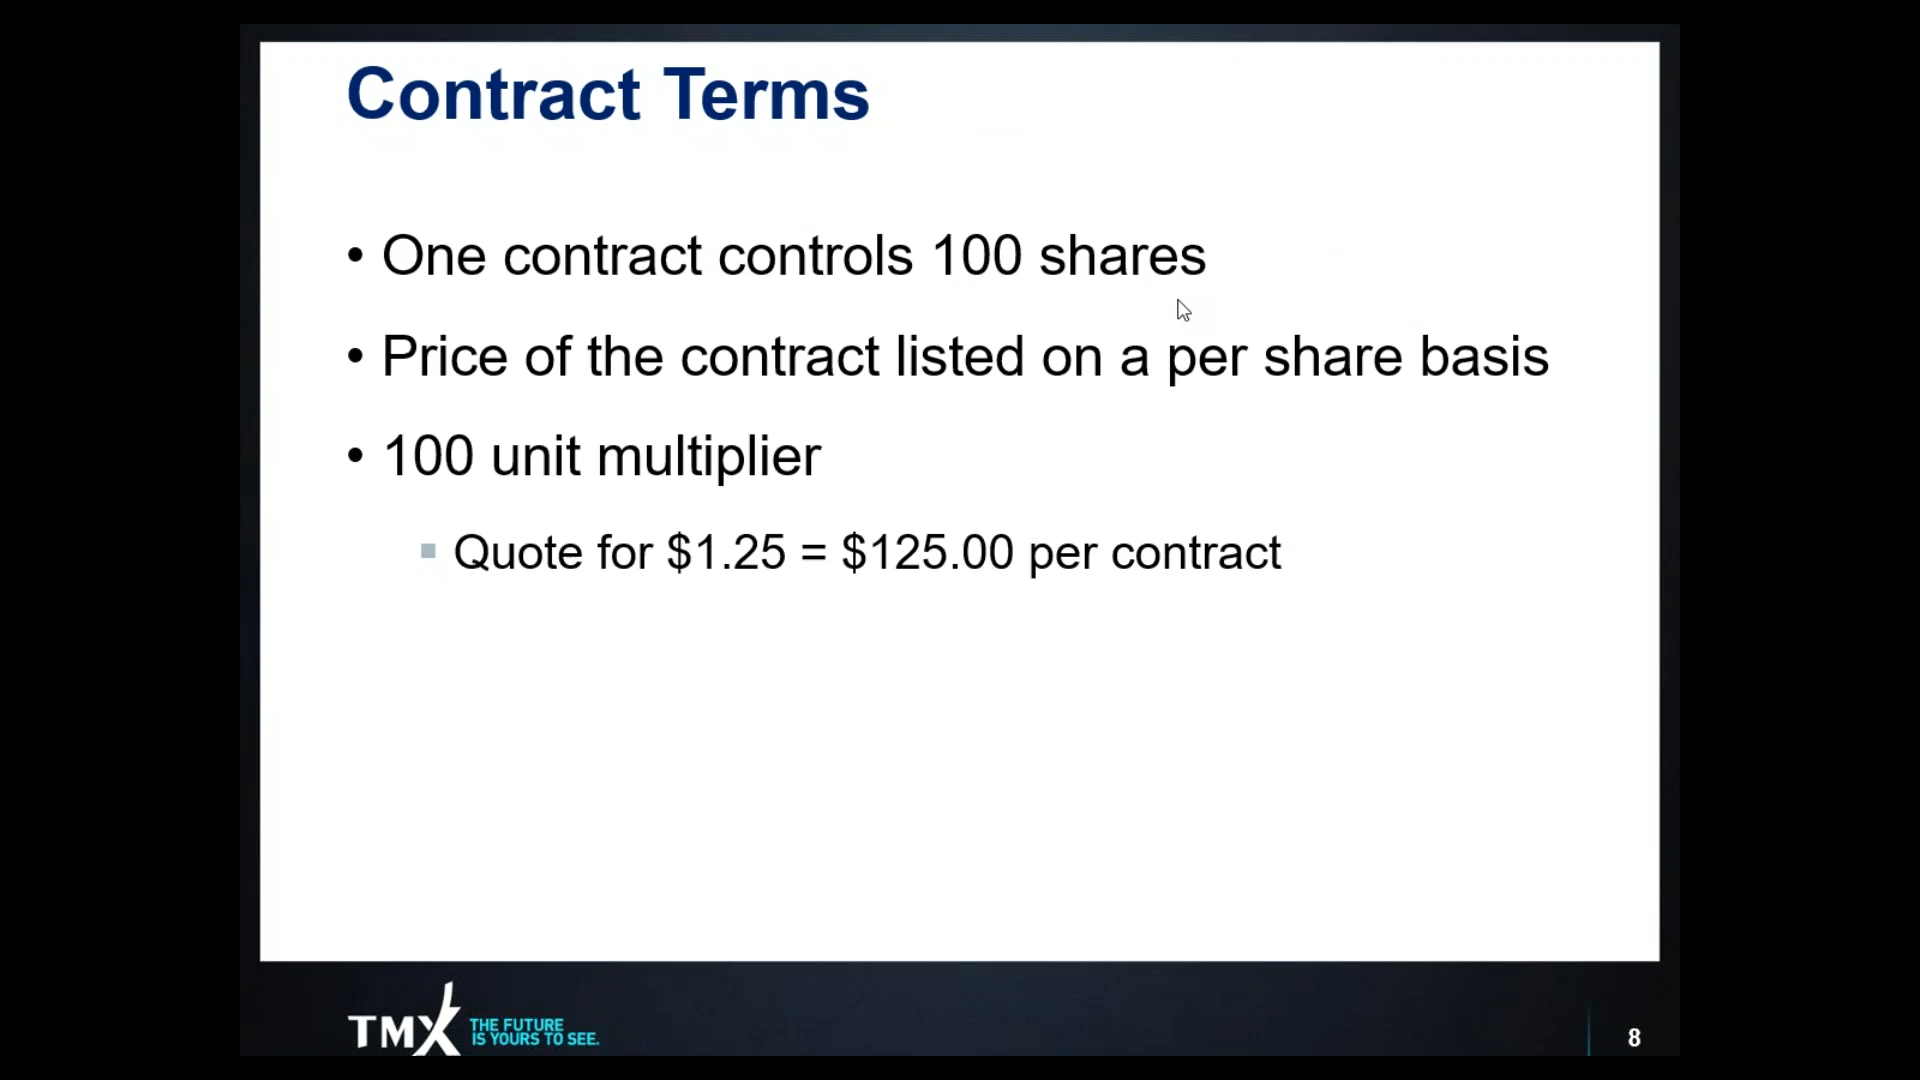 Contract Terms
• One contract controls 100 shares
• Price of the contract listed on a per share basis
• 100 unit multiplier
▪ Quote for $1.25 = $125.00 per contract
TMX THE FUTURE
IS YOURS TO SEE.
8